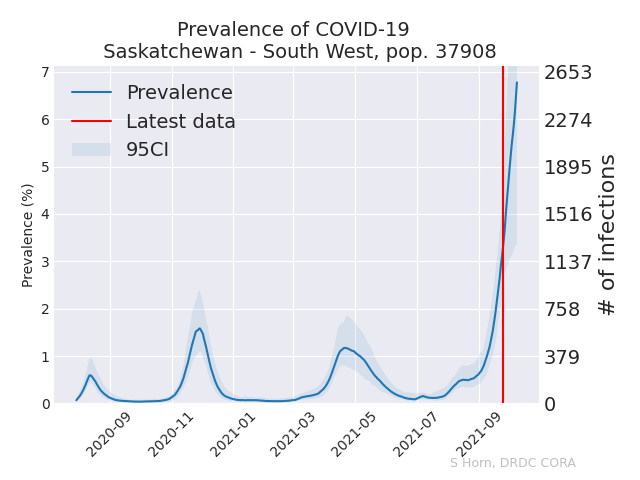 Prevalence of COVID-19
Saskatchewan - South West, pop. 37908
Prevalence
Latest data
95CI
Prevalence (%)
7
6
5
4
3
2
1
0
2653
2274
1895
1516
1137
758
379
0
# of infections
2020-09
2020-11
2021-01
2021-03
2021-05
2021-07
2021-09
S Horn, DRDC CORA